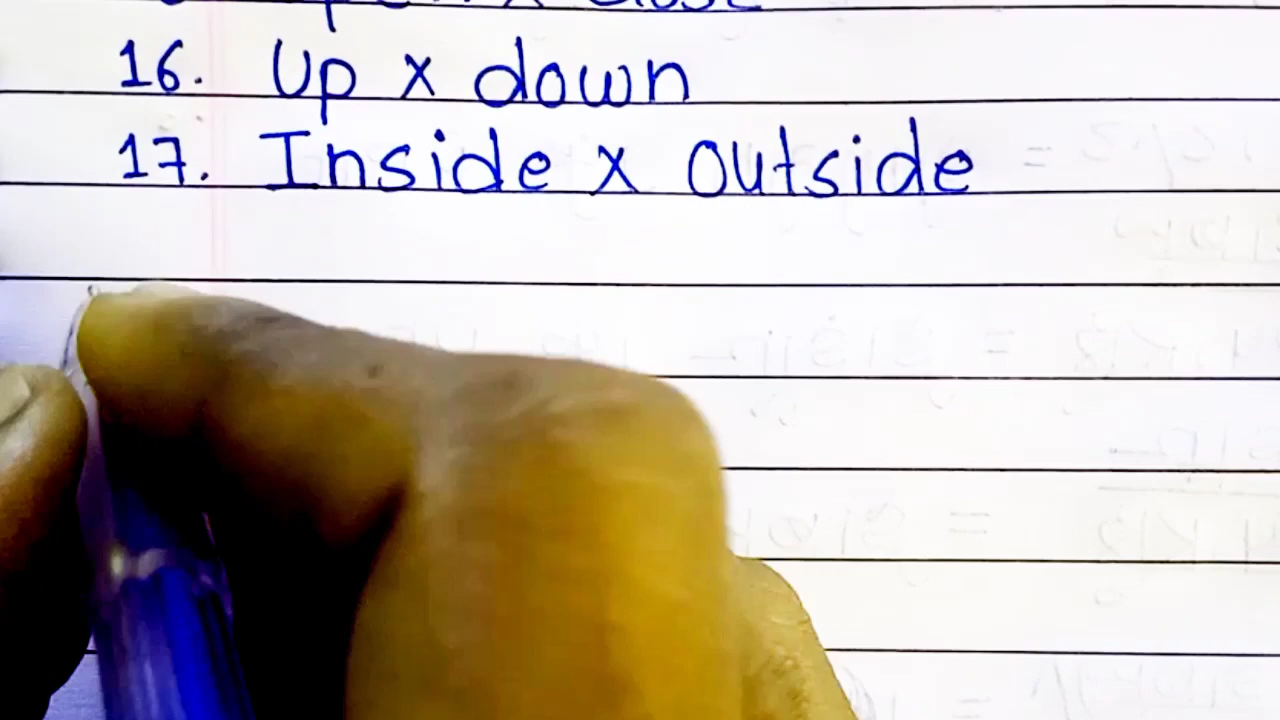 16. Up x down
17. Inside x Outside